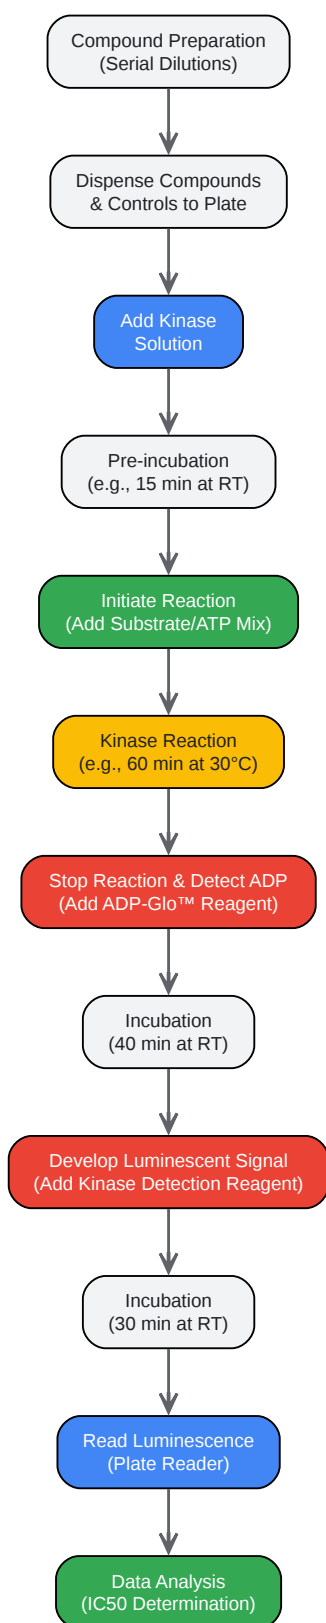 Compound Preparation
(Serial Dilutions)
Dispense Compounds
& Controls to Plate
Add Kinase
Solution
Pre-incubation
(e.g., 15 min at RT)
Initiate Reaction
(Add Substrate/ATP Mix)
Kinase Reaction
(e.g., 60 min at 30°C)
Stop Reaction & Detect ADP
(Add ADP-Glo™ Reagent)
Incubation
(40 min at RT)
Develop Luminescent Signal
(Add Kinase Detection Reagent)
Incubation
(30 min at RT)
Read Luminescence
(Plate Reader)
Data Analysis
(IC50 Determination)